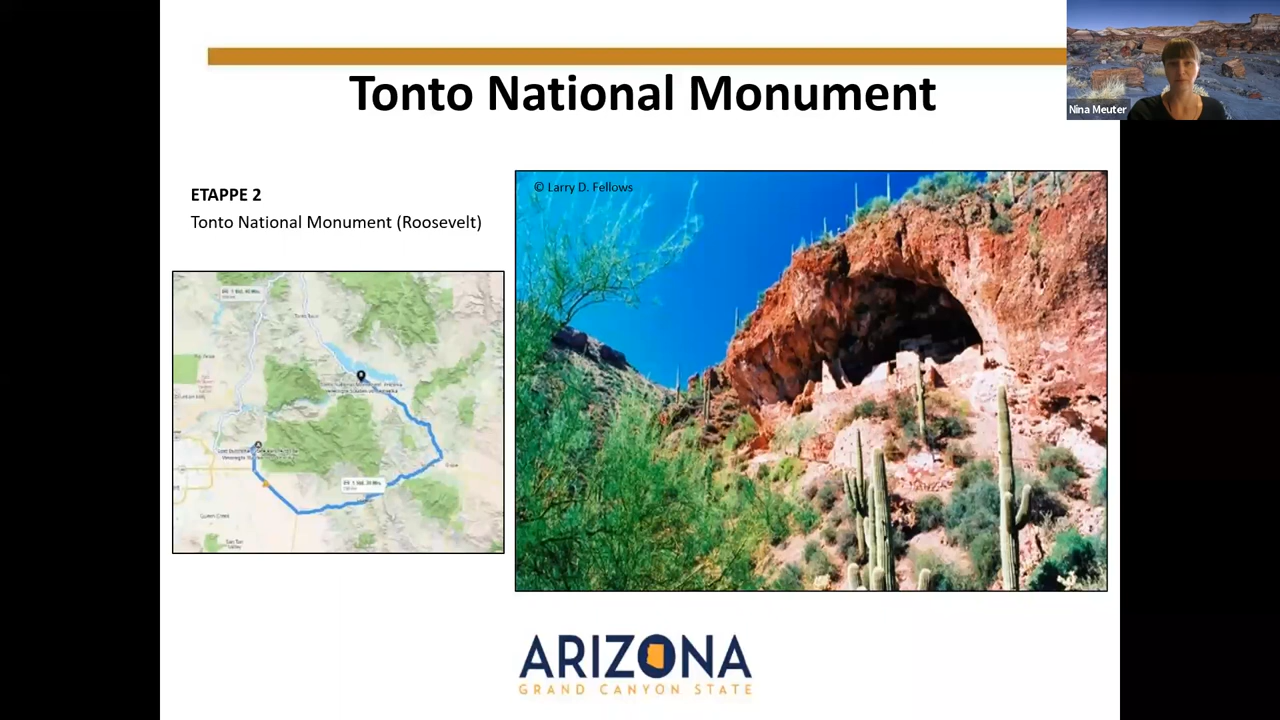 Tonto National Monument
Nina Meuter
ETAPPE 2
Tonto National Monument (Roosevelt)
© Larry D. Fellows
ARIZONA
GRAND CANYON STATE